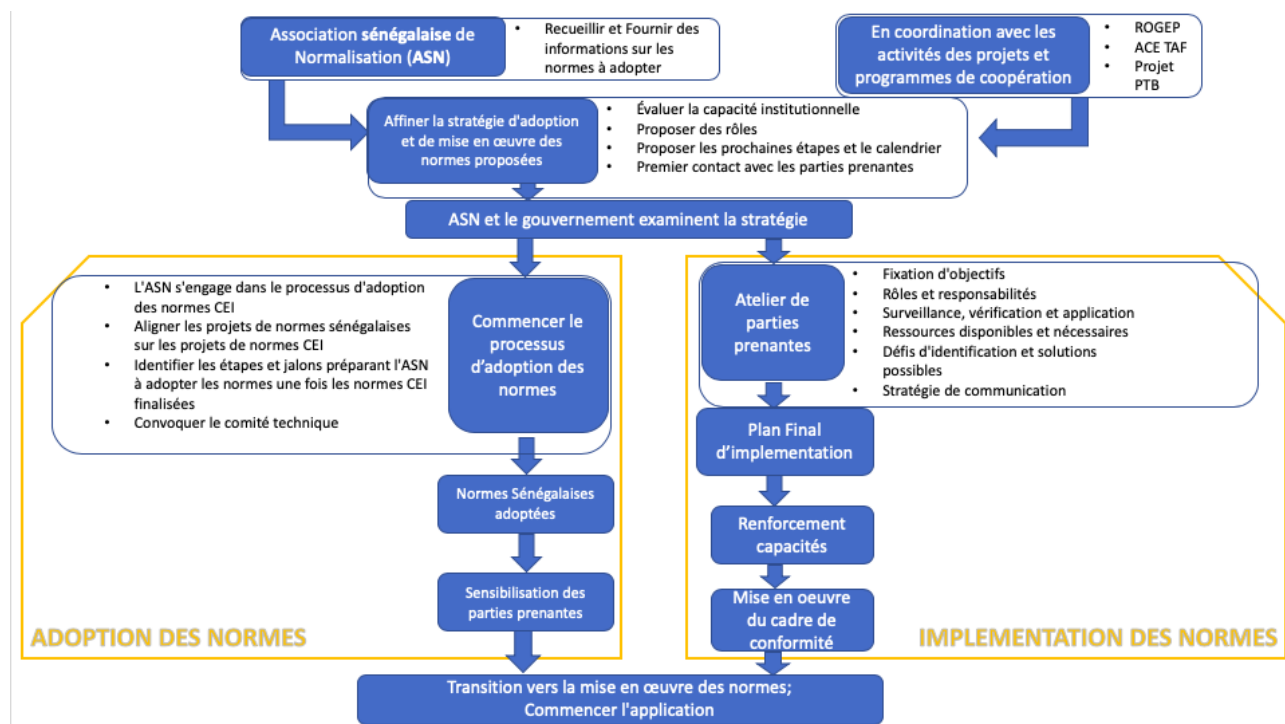 Association sénégalaise de
Normalisation (ASN)
• Recueillir et Fournir des
informations sur les
normes à adopter
En coordination avec les
activités des projets et
programmes de coopération
• ROGEP
• ACE TAF
• Projet
PTB
Affiner la stratégie d'adoption
et de mise en œuvre des
normes proposées
• Évaluer la capacité institutionnelle
• Proposer des rôles
• Proposer les prochaines étapes et le calendrier
• Premier contact avec les parties prenantes
ASN et le gouvernement examinent la stratégie
• L'ASN s'engage dans le processus d'adoption
des normes CEI
• Aligner les projets de normes sénégalaises
sur les projets de normes CEI
• Identifier les étapes et jalons préparant l'ASN
à adopter les normes une fois les normes CEI
finalisées
• Convoquer le comité technique
Commencer le
processus
d’adoption des
normes
Normes Sénégalaises
adoptées
Sensibilisation des
parties prenantes
ADOPTION DES NORMES
Atelier de
parties
prenantes
• Fixation d'objectifs
• Rôles et responsabilités
• Surveillance, vérification et application
• Ressources disponibles et nécessaires
• Défis d'identification et solutions
possibles
• Stratégie de communication
Plan Final
d’implementation
Renforcement
capacités
Mise en oeuvre
du cadre de
conformité
IMPLEMENTATION DES NORMES
Transition vers la mise en œuvre des normes;
Commencer l'application